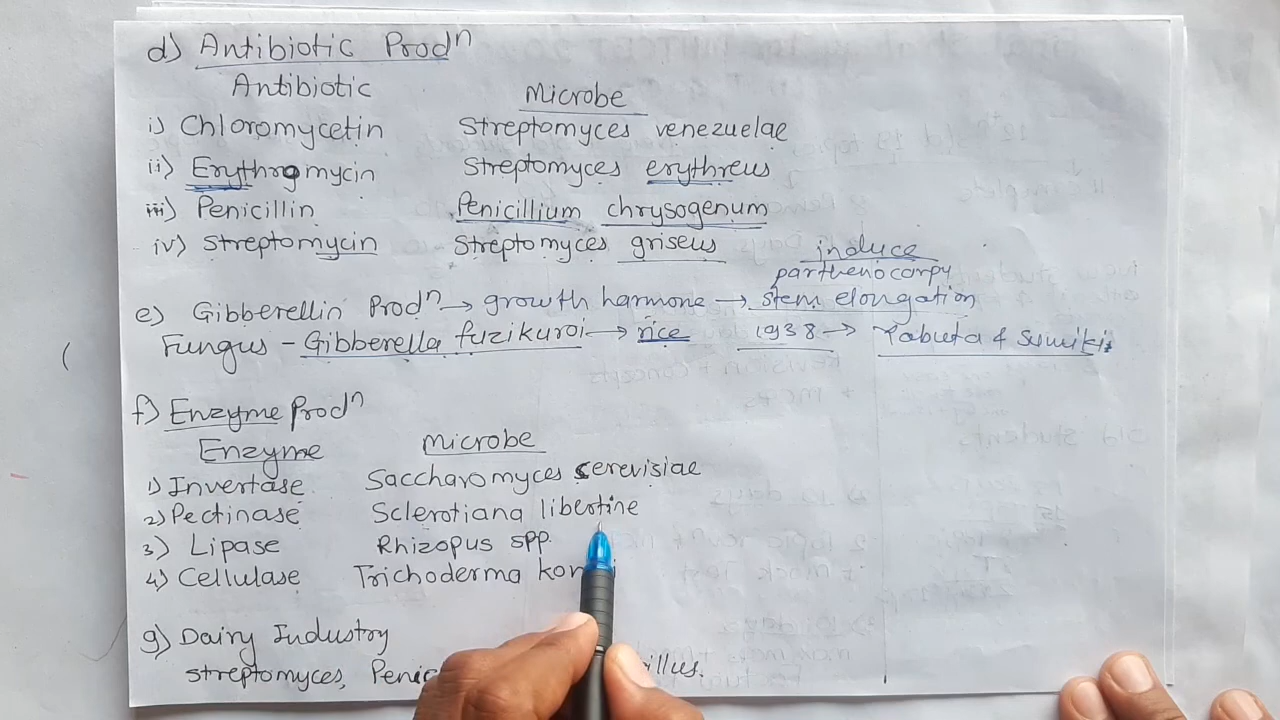 d) Antibiotic Prodⁿ
Antibiotic Microbe
i) Chloromycetin Streptomyces venezuelae
ii) Erythromycin Streptomyces erythreus
iii) Penicillin Penicillium chrysogenum
iv) Streptomycin Streptomyces griseus
induce
parthenocarpy
e) Gibberellin Prodⁿ → growth harmone → stem elongation
Fungus - Gibberella fuzikuroi → rice 1938 → Yabuta & Sumiki
f) Enzyme Prodⁿ
Enzyme Microbe
1) Invertase Saccharomyces cerevisiae
2) Pectinase Sclerotiana libertine
3) Lipase Rhizopus spp.
4) Cellulase Trichoderma
g) Dairy Industry
streptomyces,